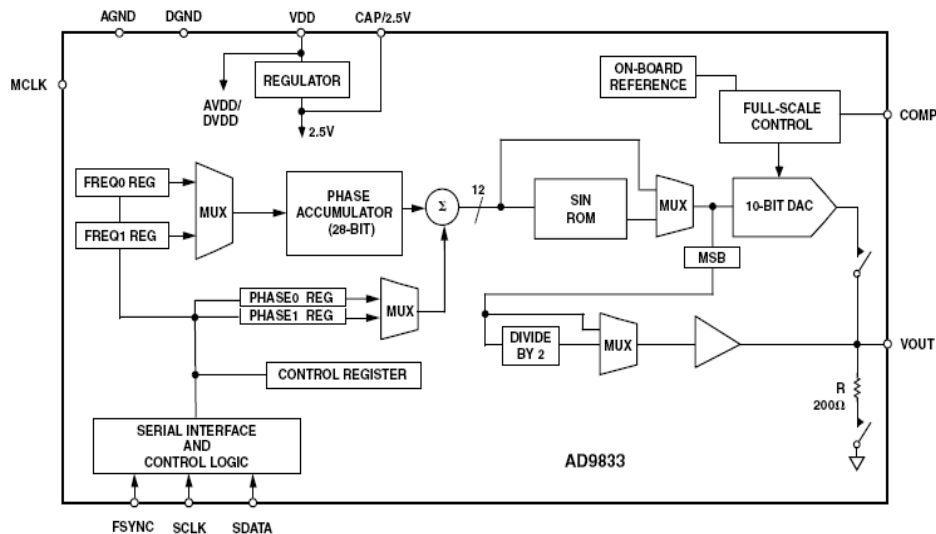 AGND
DGND
VDD
CAP/2.5V
MCLK
REGULATOR
AVDD/
DVDD
2.5V
ON-BOARD
REFERENCE
FULL-SCALE
CONTROL
COMP
FREQ0 REG
FREQ1 REG
MUX
PHASE
ACCUMULATOR
(28-BIT)
Σ
12
SIN
ROM
MUX
10-BIT DAC
MSB
PHASE0 REG
PHASE1 REG
MUX
DIVIDE
BY 2
MUX
VOUT
CONTROL REGISTER
R
200Ω
SERIAL INTERFACE
AND
CONTROL LOGIC
AD9833
FSYNC
SCLK
SDATA